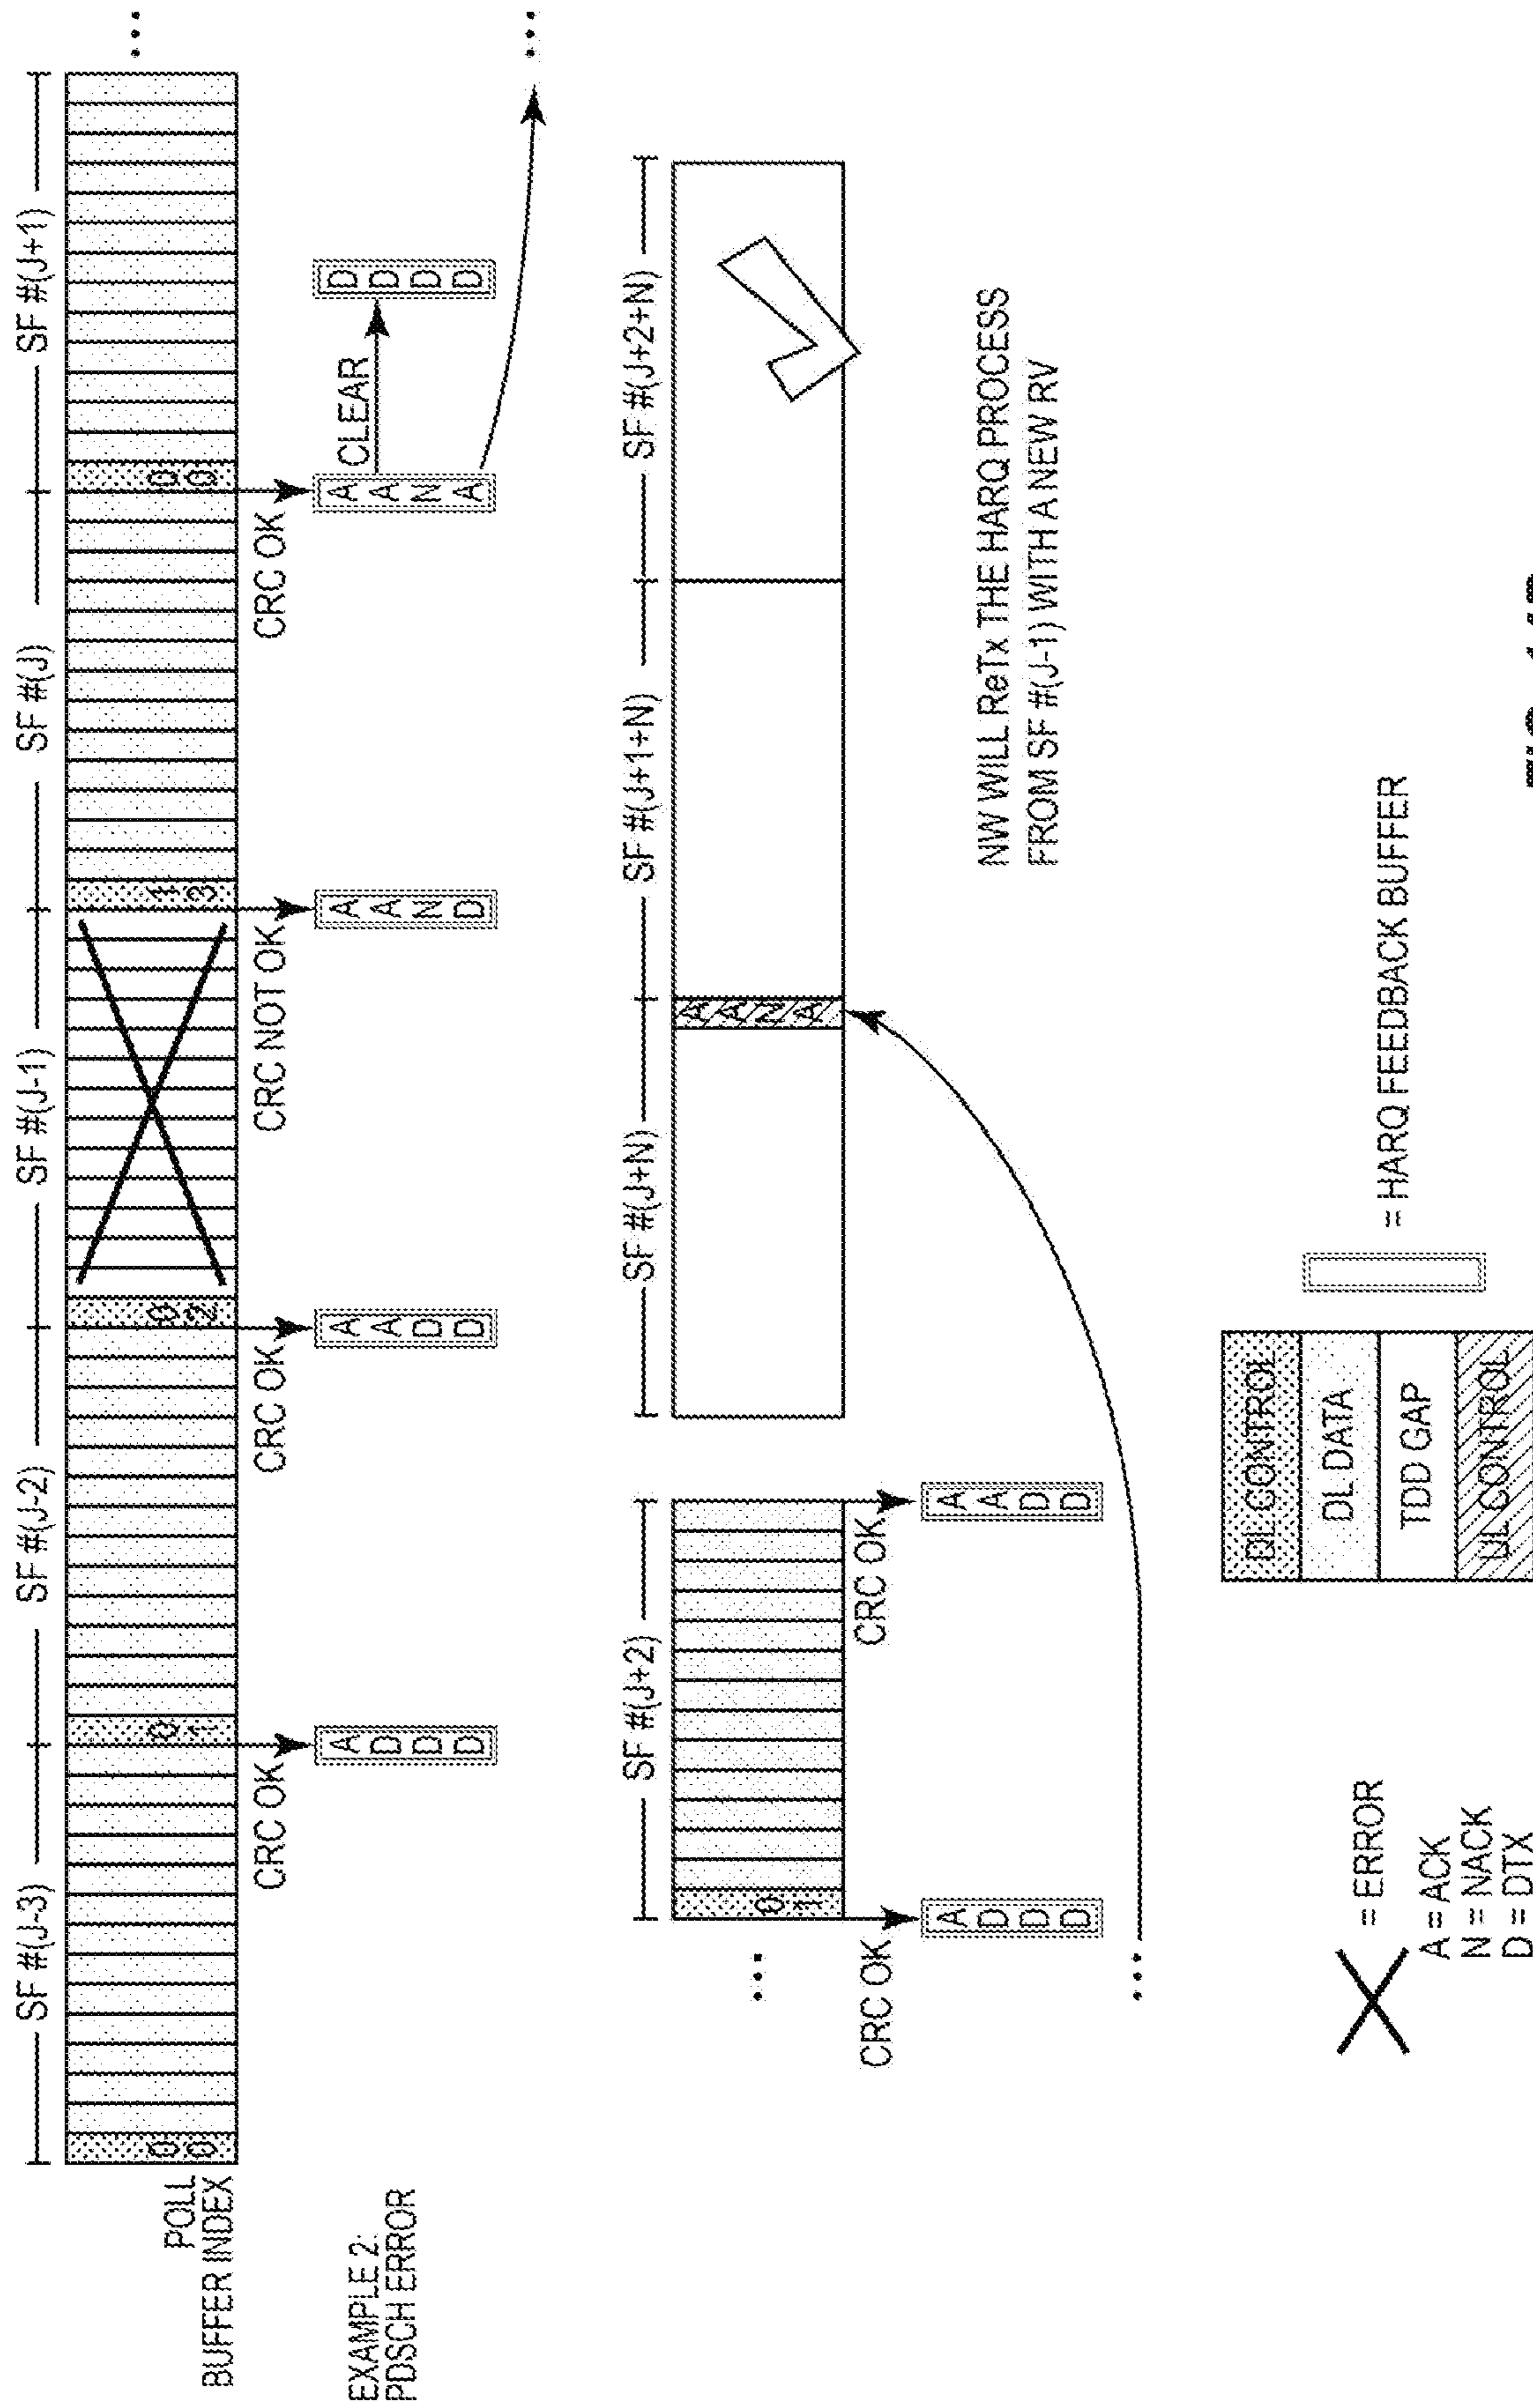 SF #(J-3) SF #(J-2) SF #(J-1) SF #(J) SF #(J+1)
POLL 0 0 0 1 0 ...
BUFFER INDEX 0 1 2 3 0
CRC OK CRC OK CRC NOT OK CRC OK
EXAMPLE 2:
PDSCH ERROR
A A A A CLEAR D
D A A A D
D D N N D
D D D A D
...
SF #(J+2) SF #(J+N) SF #(J+1+N) SF #(J+2+N)
... 0 A
1 A
N
A
CRC OK CRC OK
A A
D A
D D
D D
...
NW WILL ReTx THE HARQ PROCESS
FROM SF #(J-1) WITH A NEW RV
DL CONTROL
DL DATA
TDD GAP
UL CONTROL
= HARQ FEEDBACK BUFFER
= ERROR
A = ACK
N = NACK
D = DTX